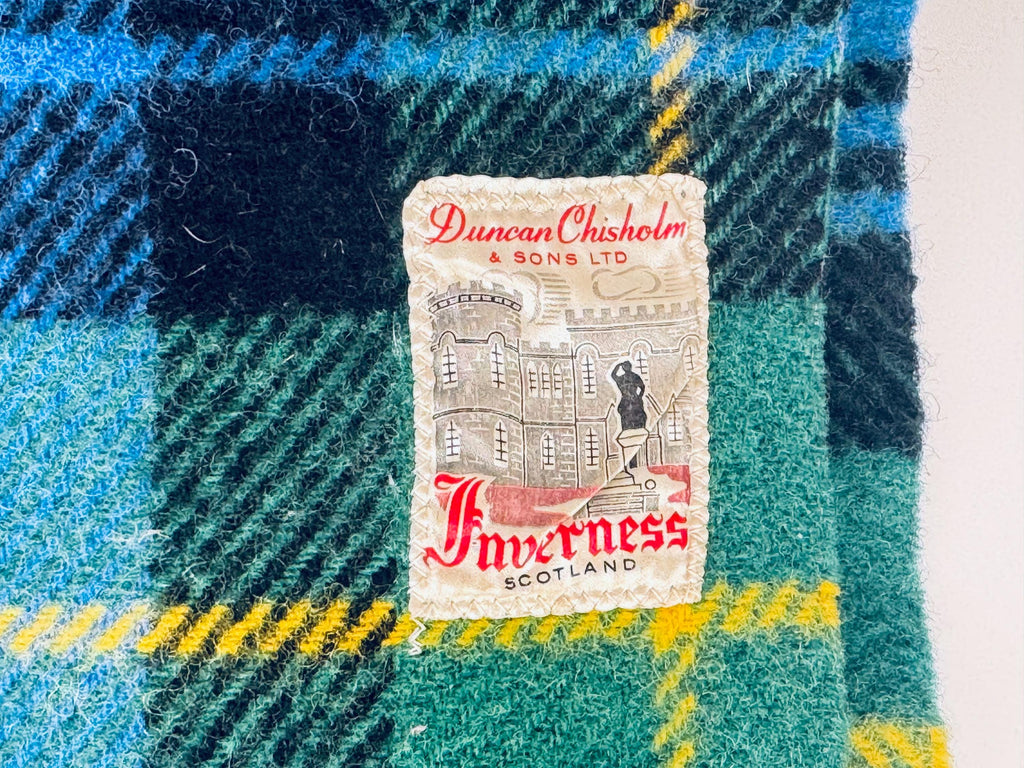 Duncan Chisholm
& SONS LTD
Inverness
SCOTLAND